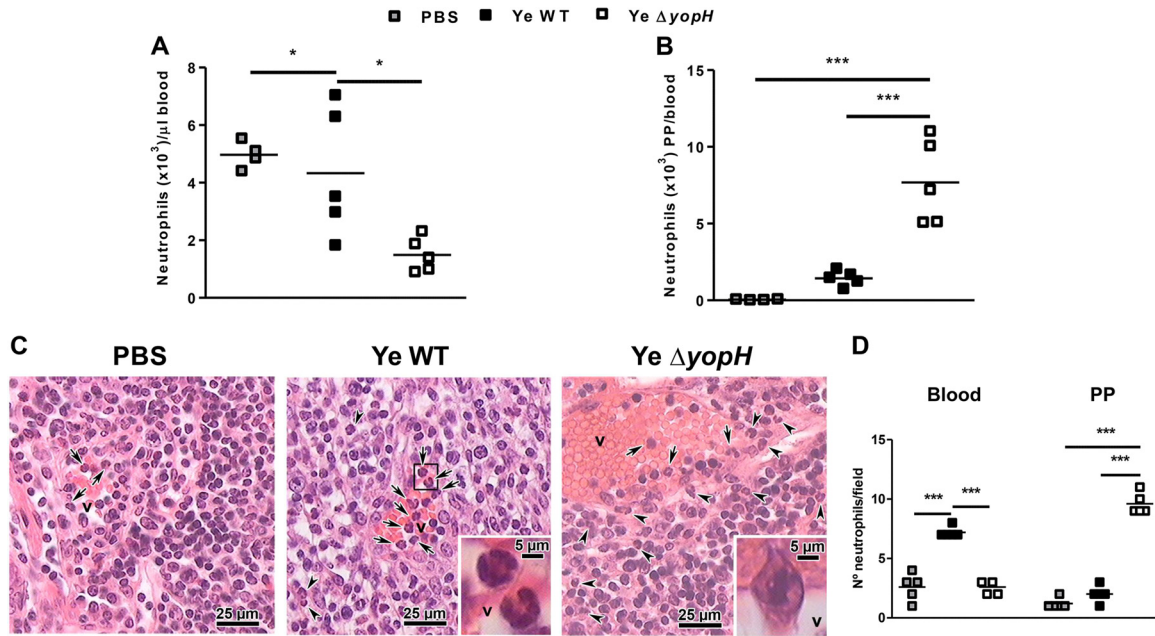 PBS Ye WT Ye ΔyopH
A
*
*
Neutrophils (x10³)/μl blood
8
6
4
2
0
B
***
***
Neutrophils (x10³) PP/blood
15
10
5
0
C
PBS
Ye WT
Ye ΔyopH
v
25 μm
v
25 μm
5 μm
v
v
25 μm
5 μm
v
D
Blood PP
***
*** *** ***
Nº neutrophils/field
15
10
5
0